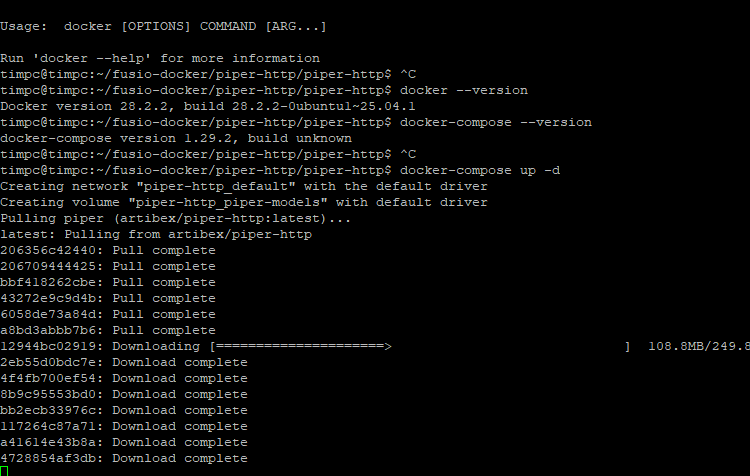 Usage:  docker [OPTIONS] COMMAND [ARG...]
Run 'docker --help' for more information
timpc@timpc:~/fusio-docker/piper-http/piper-http$ ^C
timpc@timpc:~/fusio-docker/piper-http/piper-http$ docker --version
Docker version 28.2.2, build 28.2.2-0ubuntu1~25.04.1
timpc@timpc:~/fusio-docker/piper-http/piper-http$ docker-compose --version
docker-compose version 1.29.2, build unknown
timpc@timpc:~/fusio-docker/piper-http/piper-http$ ^C
timpc@timpc:~/fusio-docker/piper-http/piper-http$ docker-compose up -d
Creating network "piper-http_default" with the default driver
Creating volume "piper-http_piper-models" with default driver
Pulling piper (artibex/piper-http:latest)...
latest: Pulling from artibex/piper-http
206356c42440: Pull complete
206709444425: Pull complete
bbf418262cbe: Pull complete
43272e9c9d4b: Pull complete
6058de73a84d: Pull complete
a8bd3abbb7b6: Pull complete
12944bc02919: Downloading [=====================>                             ]  108.8MB/249.8
2eb55d0bdc7e: Download complete
4f4fb700ef54: Download complete
8b9c95553bd0: Download complete
bb2ecb33976c: Download complete
117264c87a71: Download complete
a41614e43b8a: Download complete
4728854af3db: Download complete